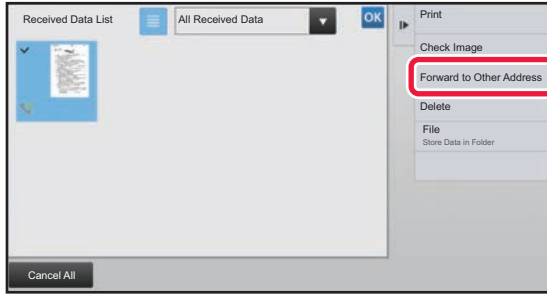 Received Data List
All Received Data
OK
Print
Check Image
Forward to Other Address
Delete
File
Store Data in Folder
Cancel All